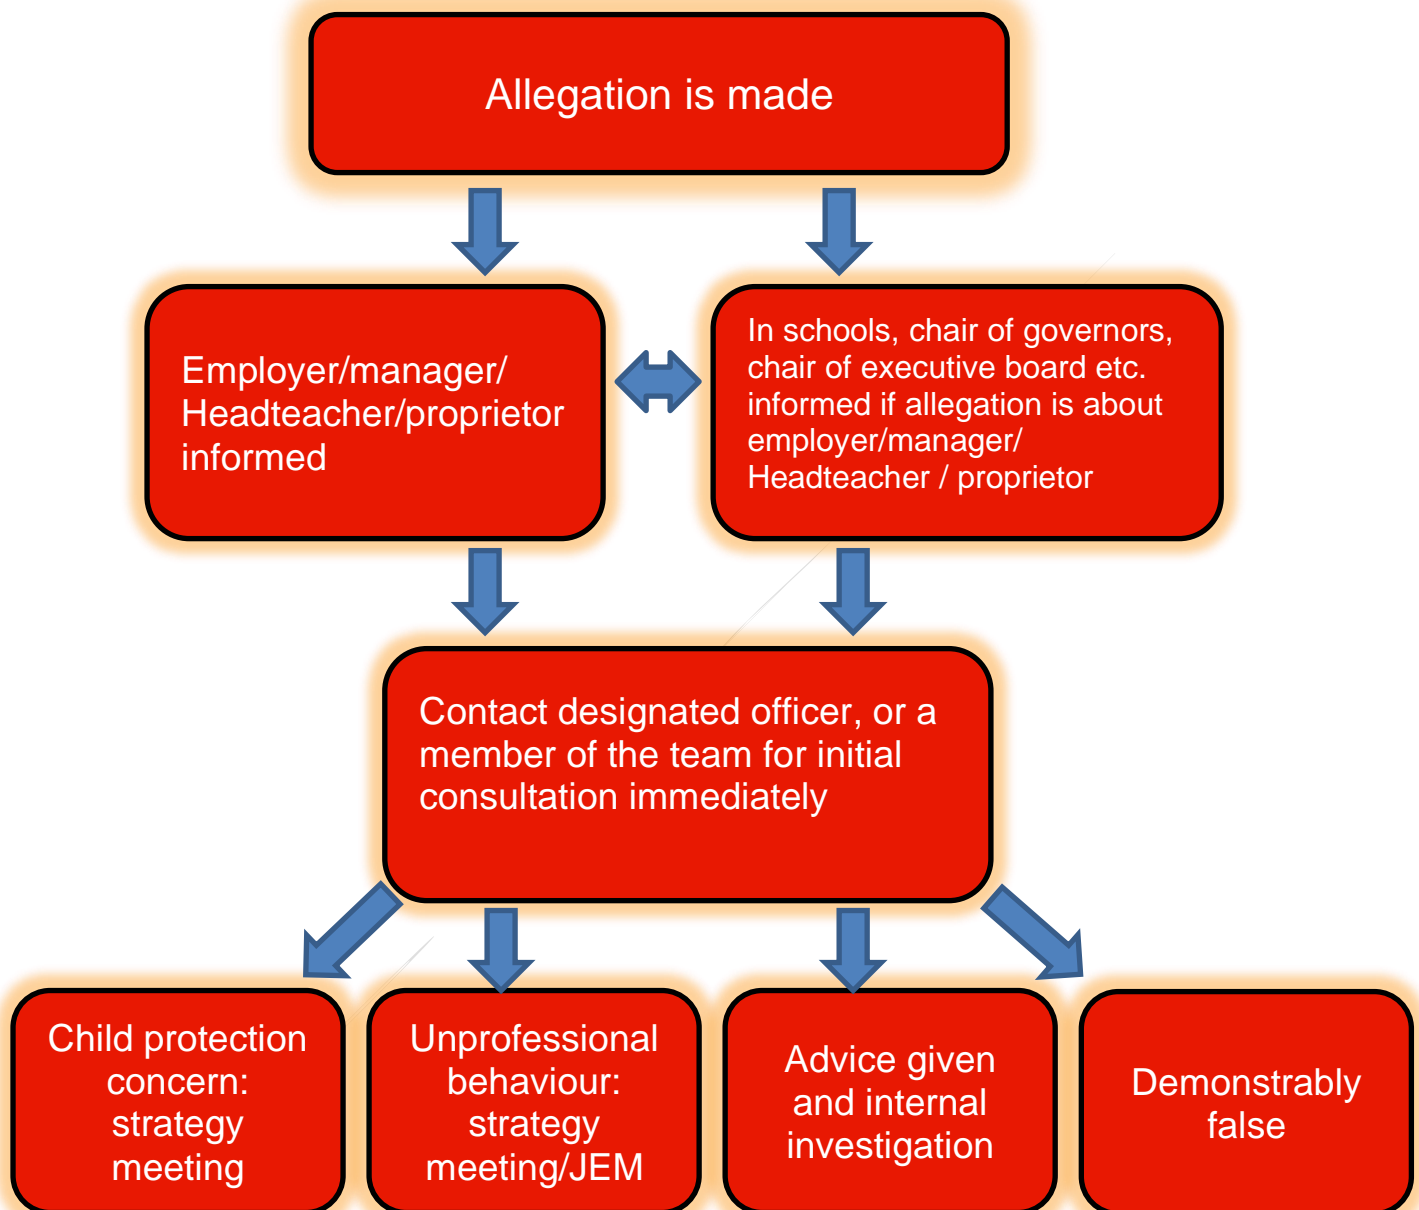 Allegation is made
Employer/manager/
Headteacher/proprietor
informed
In schools, chair of governors,
chair of executive board etc.
informed if allegation is about
employer/manager/
Headteacher / proprietor
Contact designated officer, or a
member of the team for initial
consultation immediately
Child protection
concern:
strategy
meeting
Unprofessional
behaviour:
strategy
meeting/JEM
Advice given
and internal
investigation
Demonstrably
false